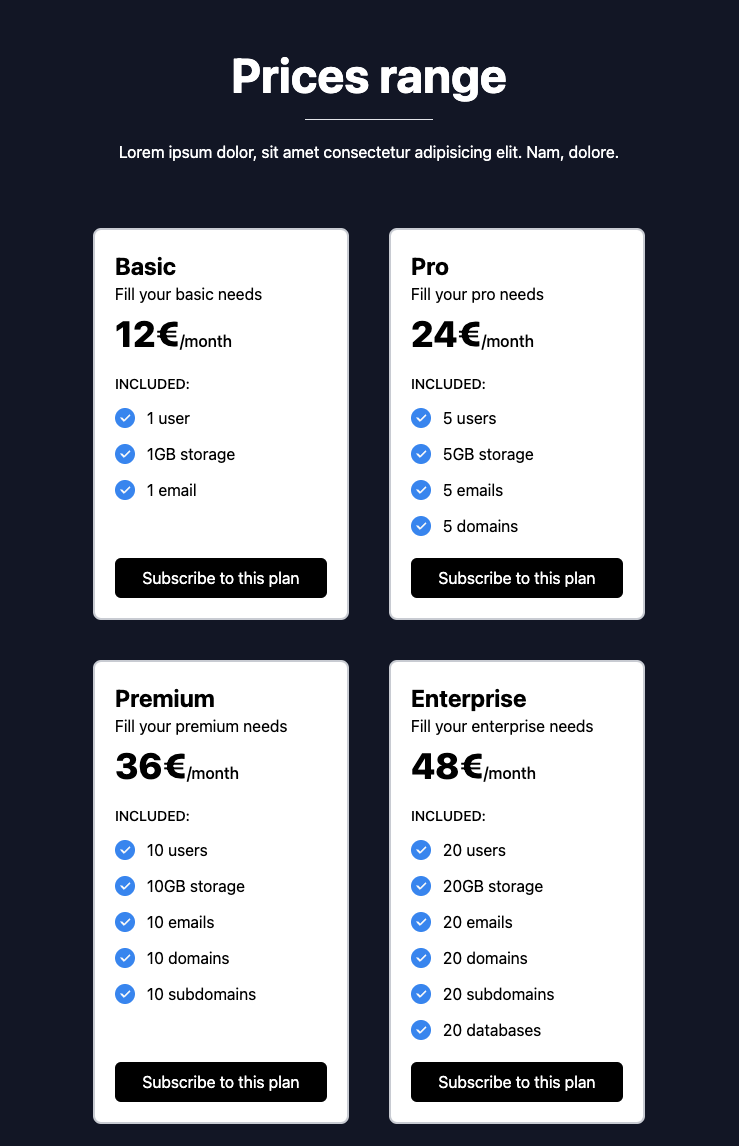 Prices range
Lorem ipsum dolor, sit amet consectetur adipisicing elit. Nam, dolore.
Basic
Fill your basic needs
12€/month
INCLUDED:
1 user
1GB storage
1 email
Subscribe to this plan
Pro
Fill your pro needs
24€/month
INCLUDED:
5 users
5GB storage
5 emails
5 domains
Subscribe to this plan
Premium
Fill your premium needs
36€/month
INCLUDED:
10 users
10GB storage
10 emails
10 domains
10 subdomains
Subscribe to this plan
Enterprise
Fill your enterprise needs
48€/month
INCLUDED:
20 users
20GB storage
20 emails
20 domains
20 subdomains
20 databases
Subscribe to this plan